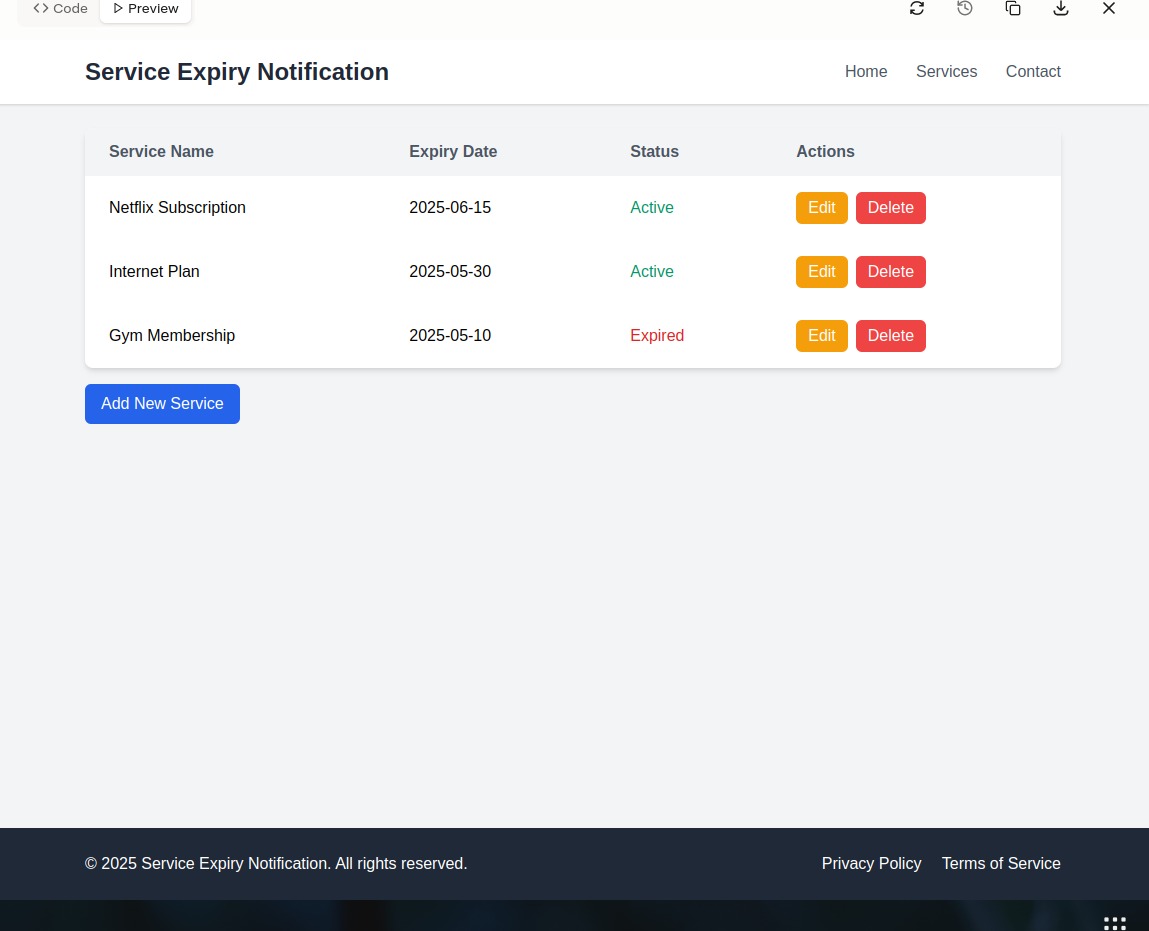 Code Preview
Service Expiry Notification Home Services Contact
Service Name Expiry Date Status Actions
Netflix Subscription 2025-06-15 Active Edit Delete
Internet Plan 2025-05-30 Active Edit Delete
Gym Membership 2025-05-10 Expired Edit Delete
Add New Service
© 2025 Service Expiry Notification. All rights reserved. Privacy Policy Terms of Service